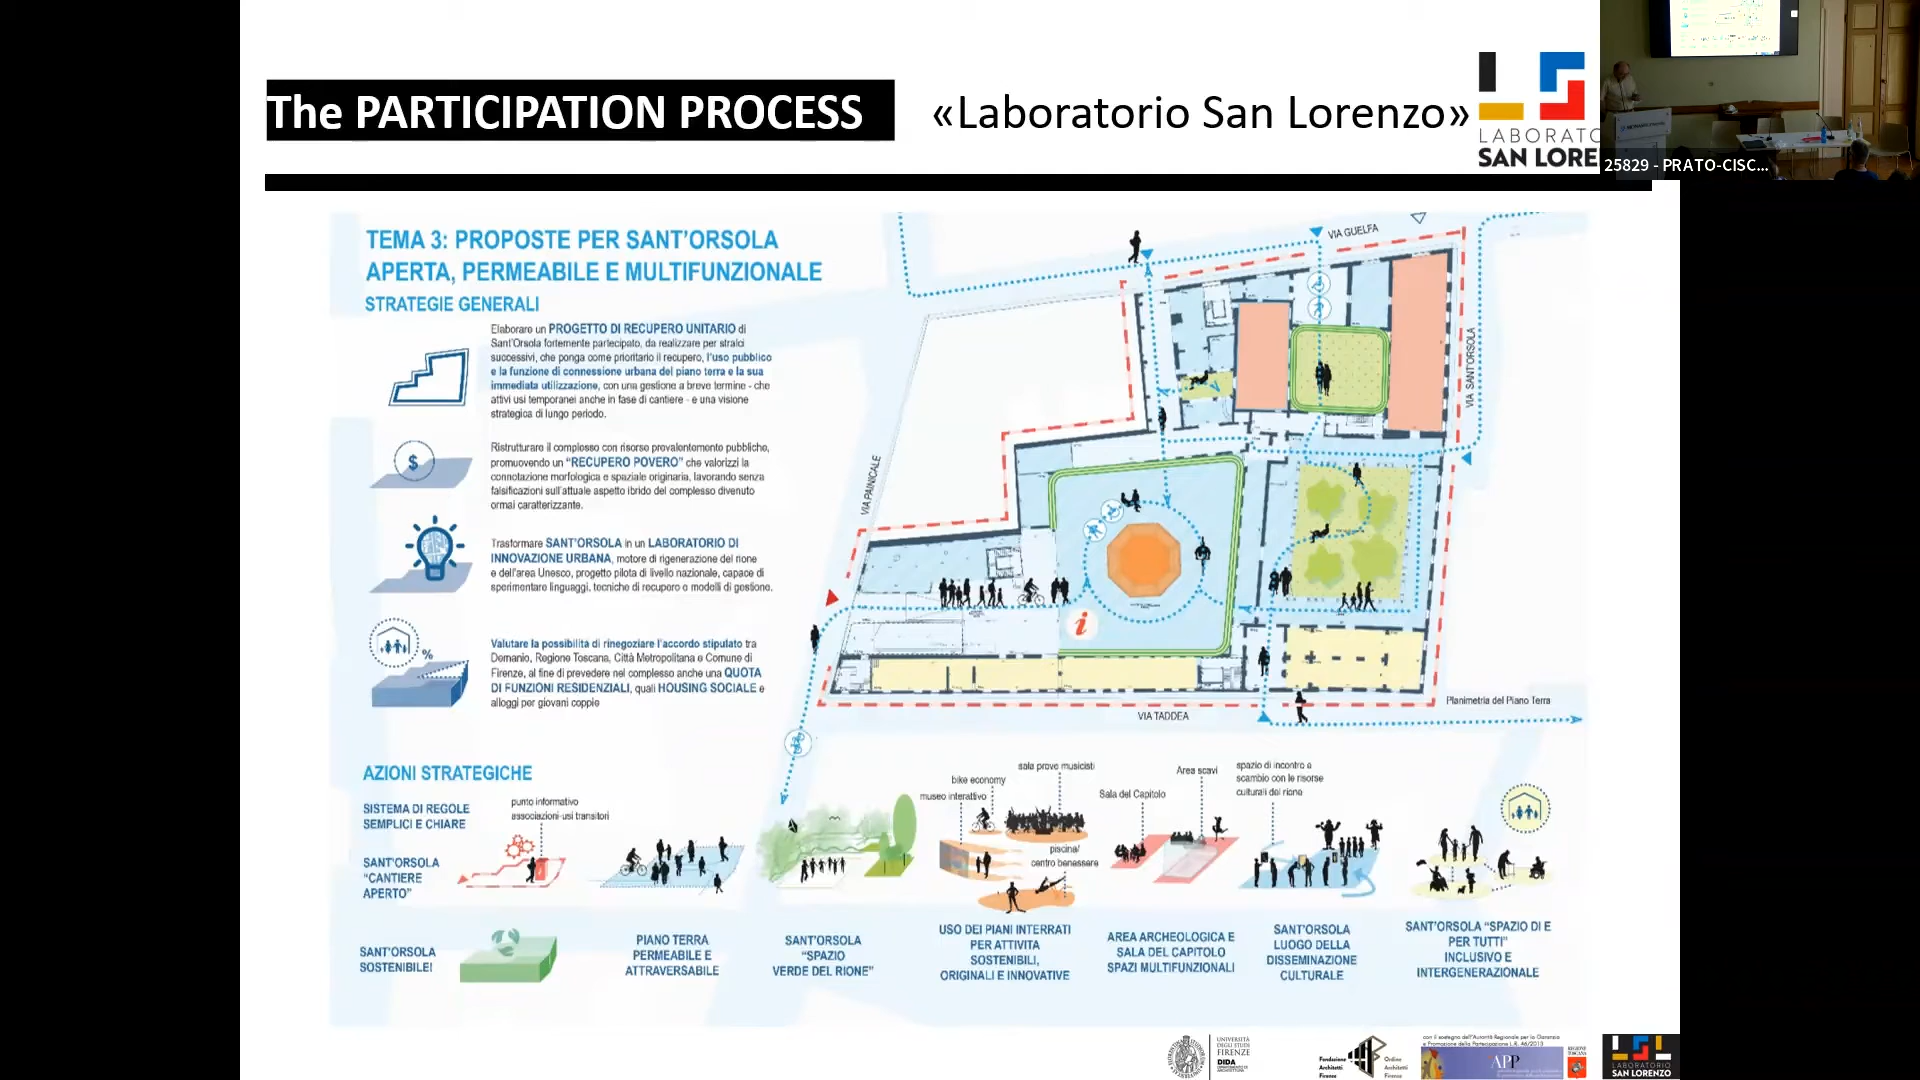 The PARTICIPATION PROCESS
«Laboratorio San Lorenzo»
LABORATO
SAN LORE
25829 - PRATO-CISC...
TEMA 3: PROPOSTE PER SANT'ORSOLA
APERTA, PERMEABILE E MULTIFUNZIONALE
STRATEGIE GENERALI
Elaborare un PROGETTO DI RECUPERO UNITARIO di
Sant'Orsola fortemente partecipato, da realizzare per stralci
successivi, che ponga come prioritario il recupero, l'uso pubblico
e la funzione di connessione urbana del piano terra e la sua
immediata utilizzazione, con una gestione a breve termine - che
attivi usi temporanei anche in fase di cantiere - e una visione
strategica di lungo periodo.
$
Ristrutturare il complesso con risorse prevalentemente pubbliche,
promuovendo un "RECUPERO POVERO" che valorizzi la
connotazione morfologica e spaziale originaria, lavorando senza
falsificazioni sull'attuale aspetto ibrido del complesso divenuto
ormai caratterizzante.
Trasformare SANT'ORSOLA in un LABORATORIO DI
INNOVAZIONE URBANA, motore di rigenerazione del rione
e dell'area Unesco, progetto pilota di livello nazionale, capace di
sperimentare linguaggi, tecniche di recupero e modelli di gestione.
%
Valutare la possibilità di rinegoziare l'accordo stipulato tra
Demanio, Regione Toscana, Città Metropolitana e Comune di
Firenze, al fine di prevedere nel complesso anche una QUOTA
DI FUNZIONI RESIDENZIALI, quali HOUSING SOCIALE e
alloggi per giovani coppie
VIA GUELFA
VIA SANT'ORSOLA
VIA PANICALE
i
VIA TADDEA
Planimetria del Piano Terra
AZIONI STRATEGICHE
SISTEMA DI REGOLE
SEMPLICI E CHIARE
punto informativo
associazioni-usi transitori
SANT'ORSOLA
"CANTIERE
APERTO"
SANT'ORSOLA
SOSTENIBILE!
PIANO TERRA
PERMEABILE E
ATTRAVERSABILE
SANT'ORSOLA
"SPAZIO
VERDE DEL RIONE"
museo interattivo
bike economy
sala prove musicisti
piscina/
centro benessere
USO DEI PIANI INTERRATI
PER ATTIVITA
SOSTENIBILI,
ORIGINALI E INNOVATIVE
Sala del Capitolo
Area scavi
AREA ARCHEOLOGICA E
SALA DEL CAPITOLO
SPAZI MULTIFUNZIONALI
spazio di incontro e
scambio con le risorse
culturali del rione
SANT'ORSOLA
LUOGO DELLA
DISSEMINAZIONE
CULTURALE
SANT'ORSOLA "SPAZIO DI E
PER TUTTI"
INCLUSIVO E
INTERGENERAZIONALE
UNIVERSITÀ
DEGLI STUDI
FIRENZE
DIDA
DIPARTIMENTO DI
ARCHITETTURA
Fondazione
Architetti
Firenze
Ordine
Architetti
Firenze
con il sostegno dell'Autorità Regionale per la Garanzia
e Promozione della Partecipazione L.R. 46/2013
APP
REGIONE
TOSCANA
LABORATORIO
SAN LORENZO